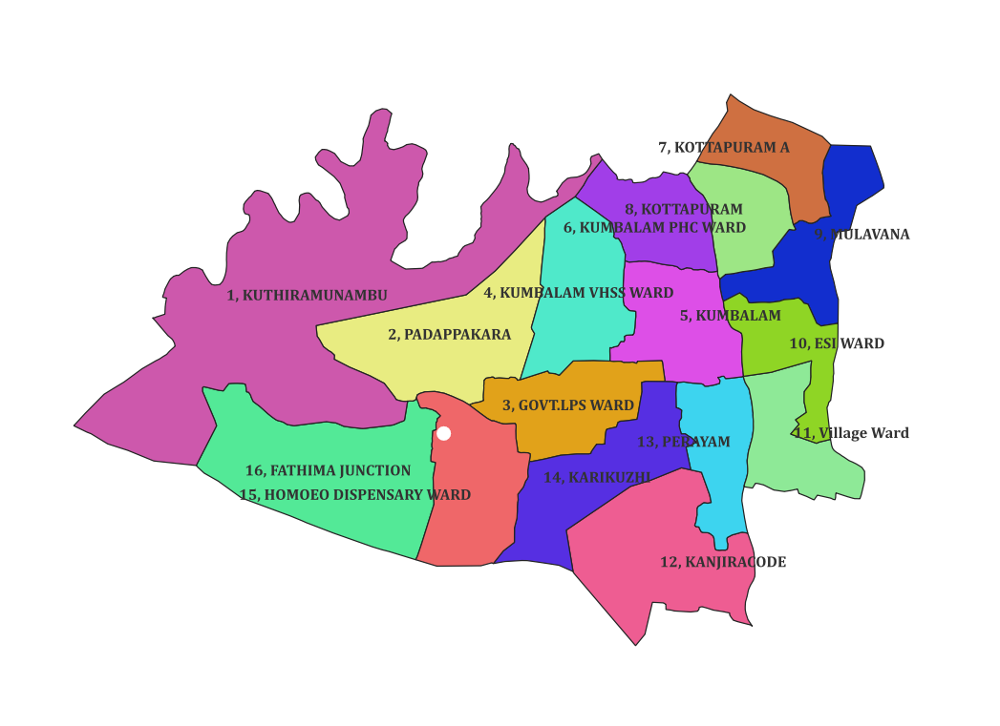 7, KOTTAPURAM A
8, KOTTAPURAM
6, KUMBALAM PHC WARD
9, MULAVANA
1, KUTHIRAMUNAMBU
4, KUMBALAM VHSS WARD
5, KUMBALAM
2, PADAPPAKARA
10, ESI WARD
3, GOVT.LPS WARD
11, Village Ward
13, PERAYAM
16, FATHIMA JUNCTION
14, KARIKUZHI
15, HOMOEO DISPENSARY WARD
12, KANJIRACODE